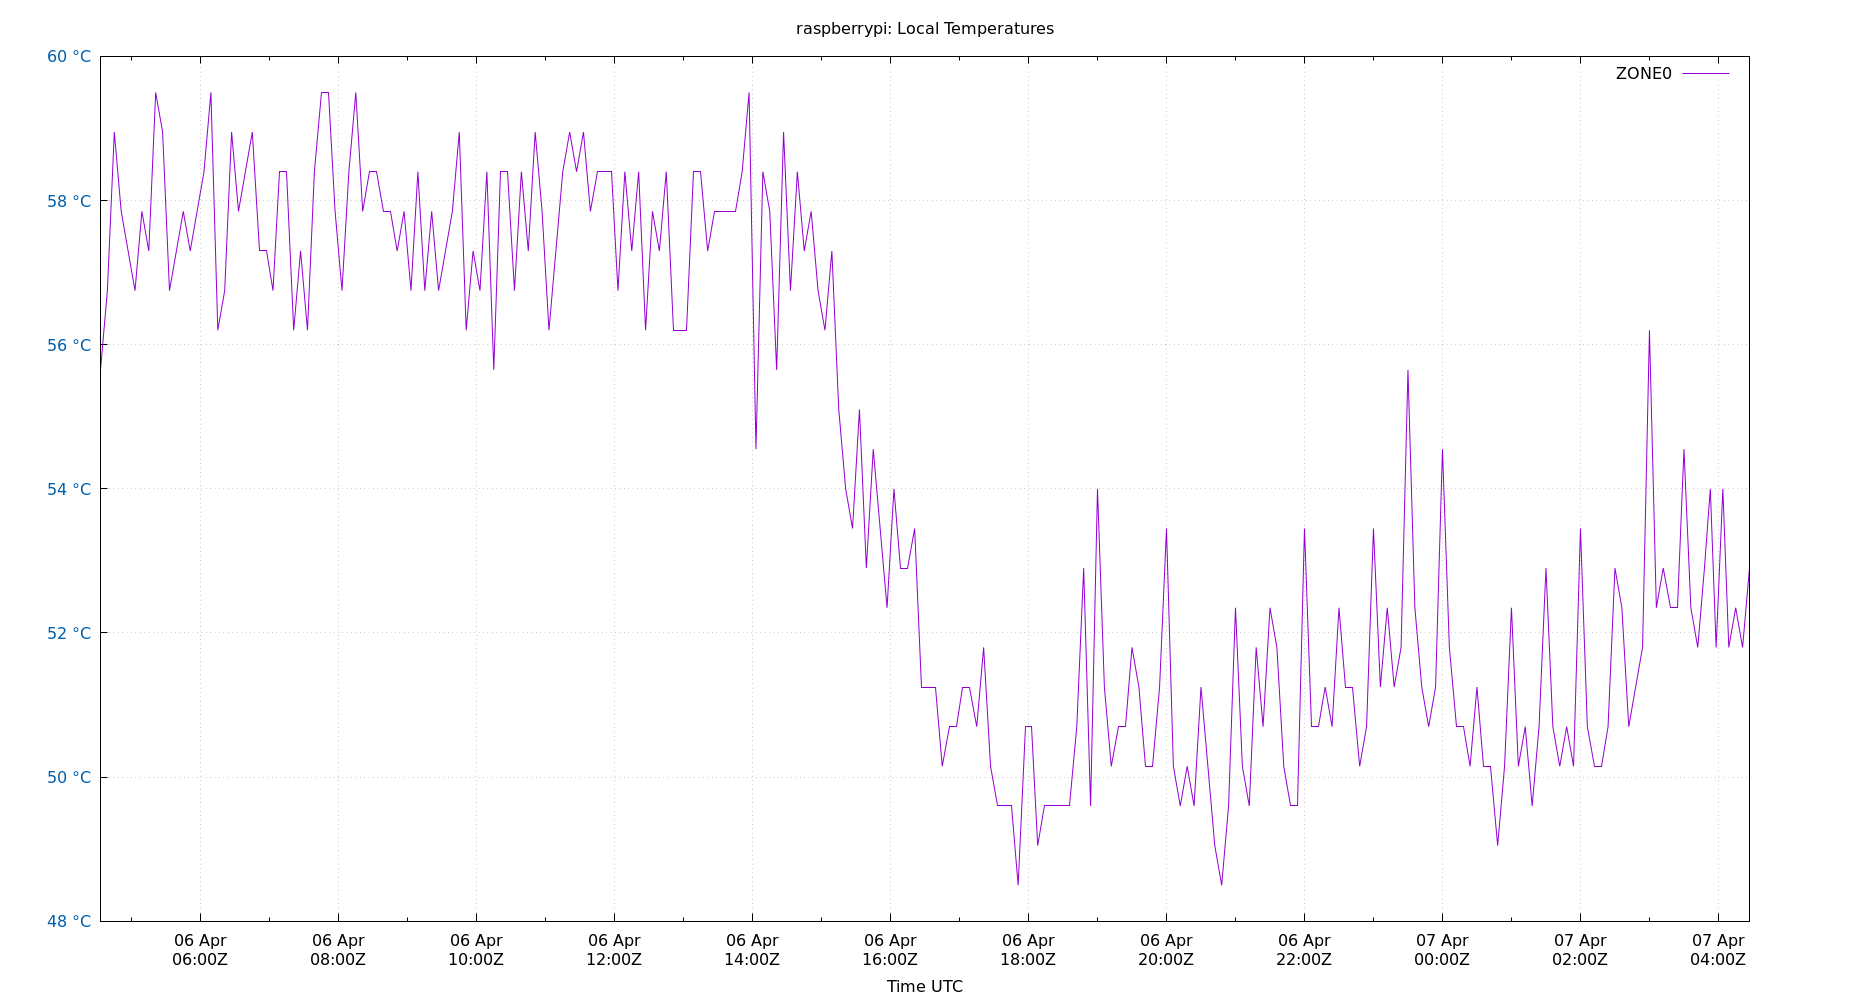 raspberrypi: Local Temperatures
ZONE0
60 °C
58 °C
56 °C
54 °C
52 °C
50 °C
48 °C
06 Apr 06 Apr 06 Apr 06 Apr 06 Apr 06 Apr 06 Apr 06 Apr 06 Apr 07 Apr 07 Apr 07 Apr
06:00Z 08:00Z 10:00Z 12:00Z 14:00Z 16:00Z 18:00Z 20:00Z 22:00Z 00:00Z 02:00Z 04:00Z
Time UTC